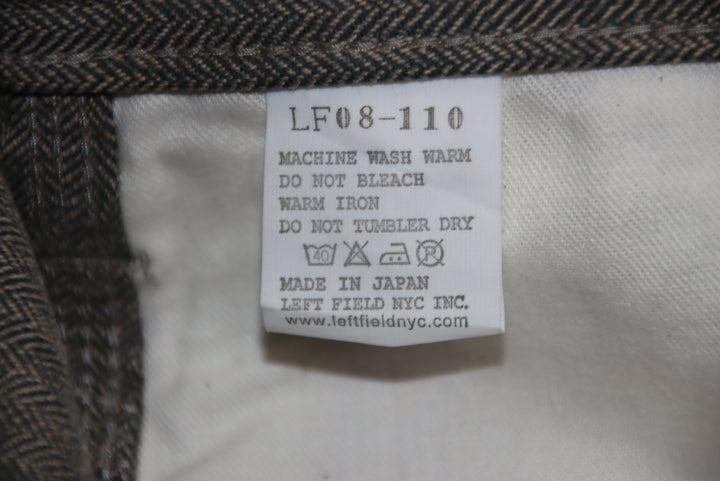 LF08-110
MACHINE WASH WARM
DO NOT BLEACH
WARM IRON
DO NOT TUMBLER DRY
40 P
MADE IN JAPAN
LEFT FIELD NYC INC.
www.leftfieldnyc.com